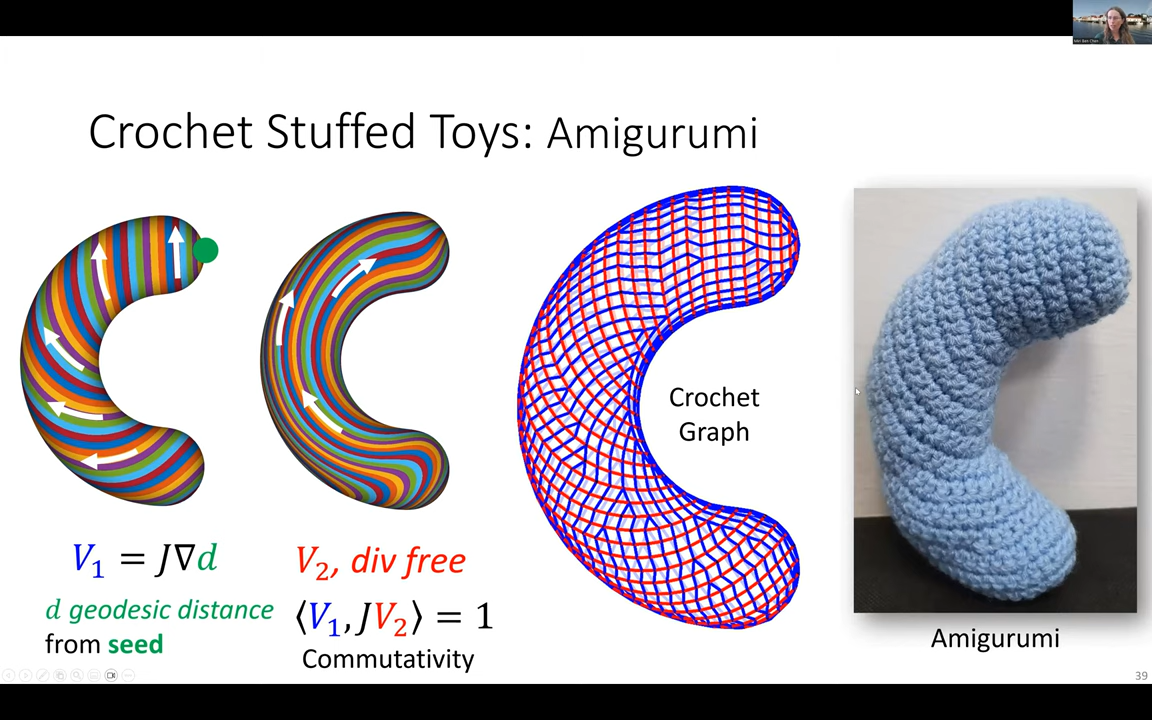 Crochet Stuffed Toys: Amigurumi
V₁ = J∇d
d geodesic distance
from seed
V₂, div free
⟨V₁, JV₂⟩ = 1
Commutativity
Crochet
Graph
Amigurumi
39